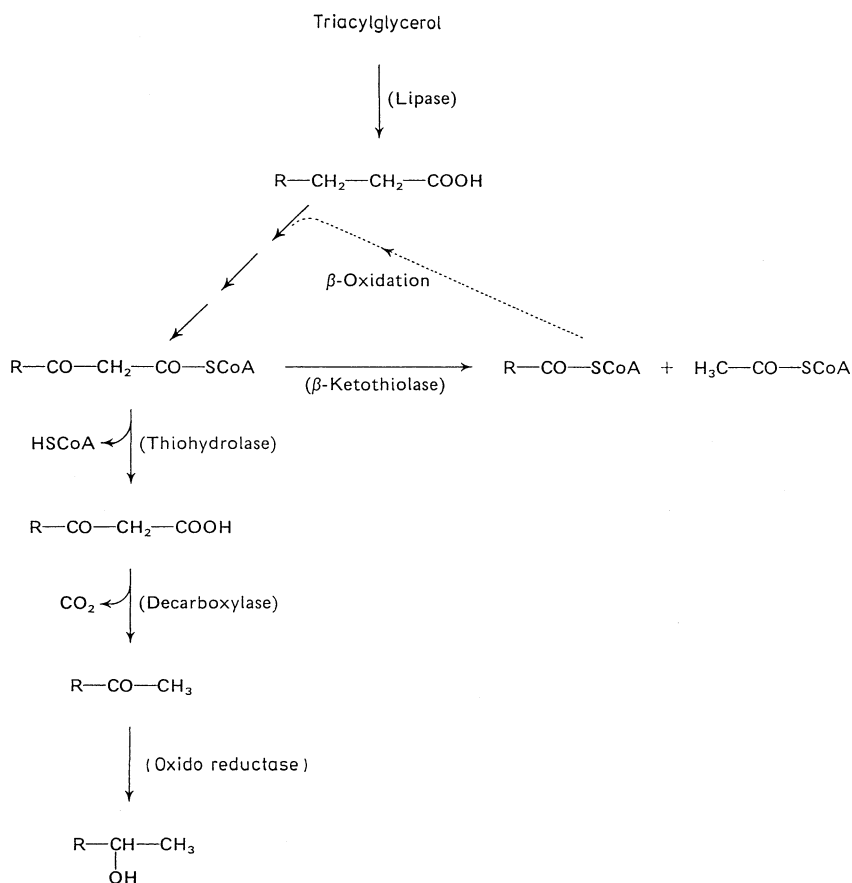 Triacylglycerol
(Lipase)
R—CH₂—CH₂—COOH
β-Oxidation
R—CO—CH₂—CO—SCoA
(β-Ketothiolase)
R—CO—SCoA + H₃C—CO—SCoA
HSCoA (Thiohydrolase)
R—CO—CH₂—COOH
CO₂ (Decarboxylase)
R—CO—CH₃
(Oxido reductase)
R—CH—CH₃
OH